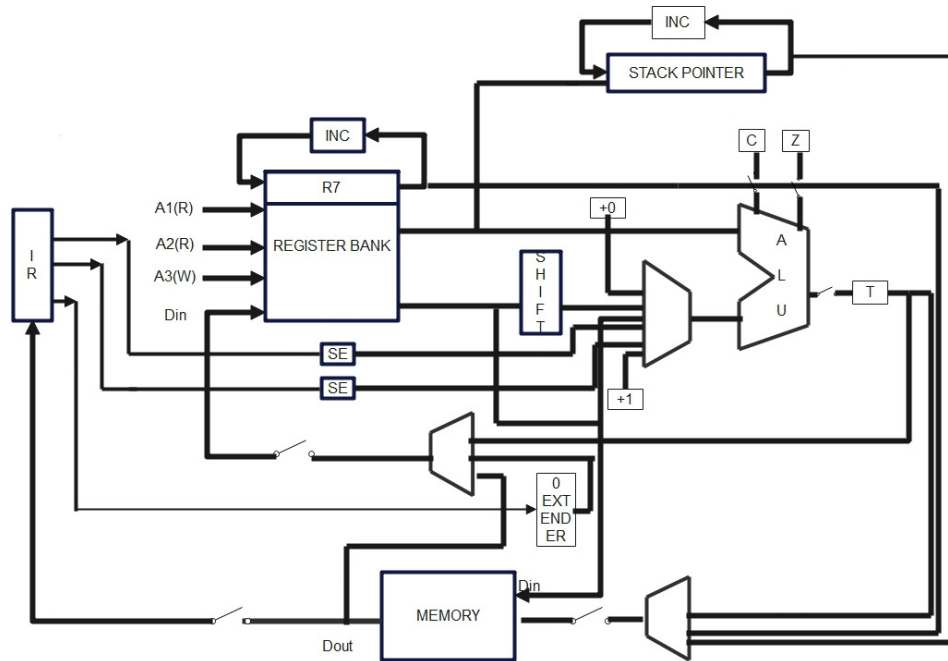 INC
STACK POINTER
INC
C
Z
R7
A1(R)
+0
A
I
R
A2(R)
REGISTER BANK
S
H
I
F
T
L
A3(W)
T
Din
U
SE
SE
+1
0
EXT
END
ER
Din
MEMORY
Dout